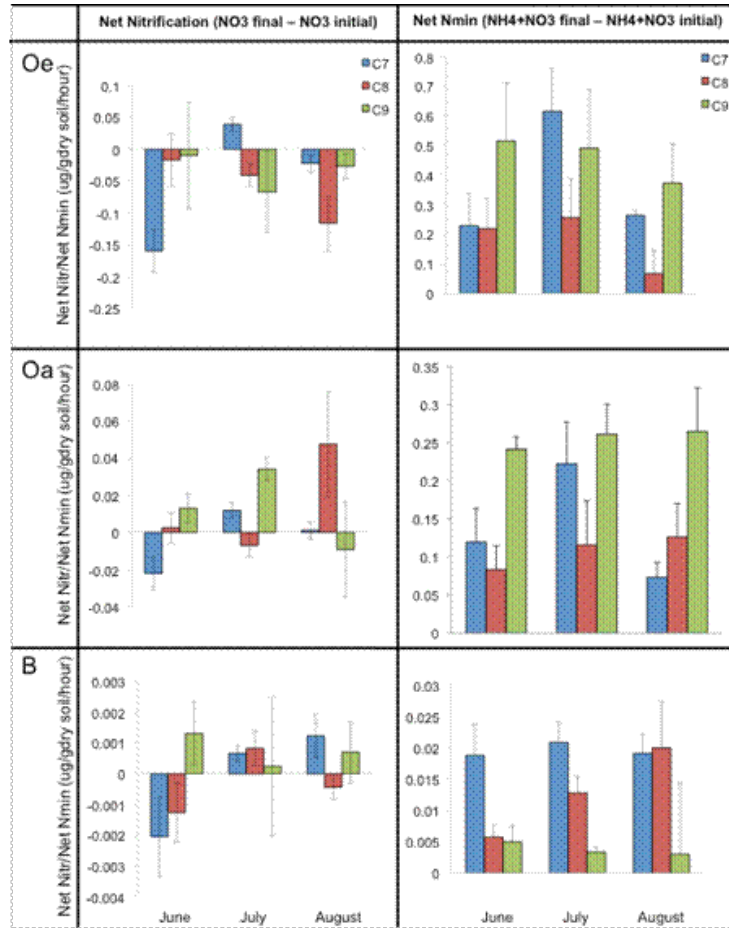 Net Nitrification (NO3 final – NO3 initial)
Net Nmin (NH4+NO3 final – NH4+NO3 initial)
Oe
Net Nitr/Net Nmin (ug/gdry soil/hour)
0.1
0.05
0
-0.05
-0.1
-0.15
-0.2
-0.25
C7
C8
C9
0.8
0.7
0.6
0.5
0.4
0.3
0.2
0.1
0
C7
C8
C9
Oa
Net Nitr/Net Nmin (ug/gdry soil/hour)
0.08
0.06
0.04
0.02
0
-0.02
-0.04
0.35
0.3
0.25
0.2
0.15
0.1
0.05
0
B
Net Nitr/Net Nmin (ug/gdry soil/hour)
0.003
0.002
0.001
0
-0.001
-0.002
-0.003
-0.004
June July August
0.03
0.025
0.02
0.015
0.01
0.005
0
June July August